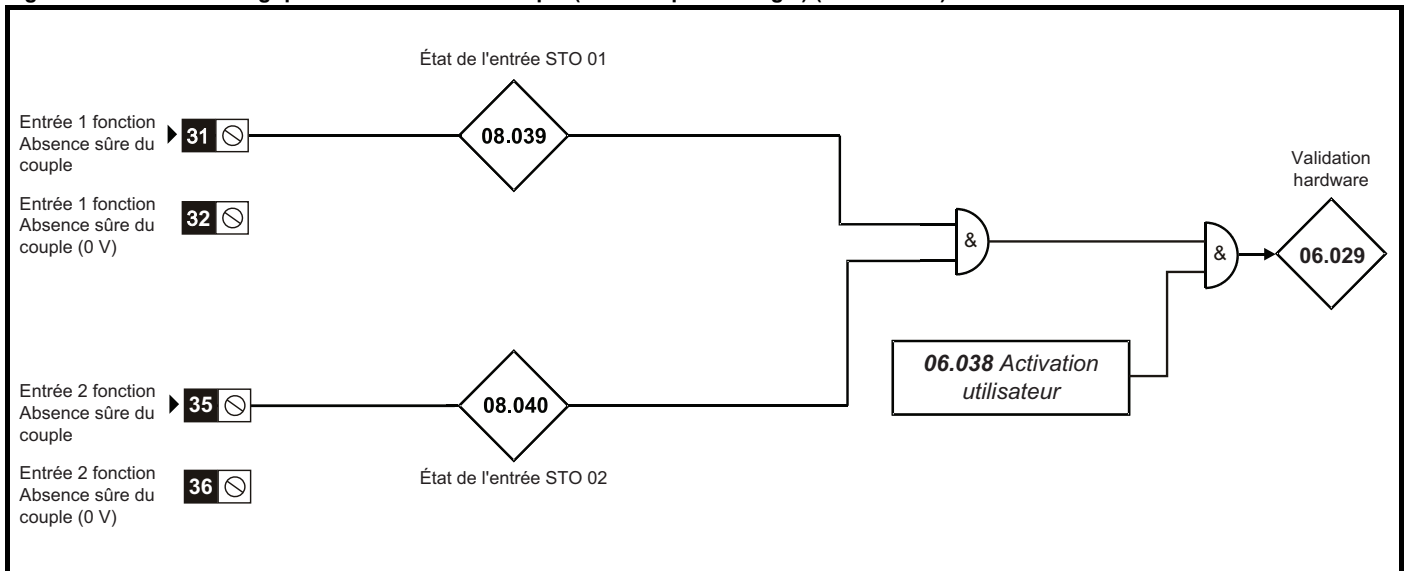 État de l'entrée STO 01
Entrée 1 fonction
Absence sûre du
couple
31
08.039
Entrée 1 fonction
Absence sûre du
couple (0 V)
32
&
&
Validation
hardware
06.029
06.038 Activation
utilisateur
Entrée 2 fonction
Absence sûre du
couple
35
08.040
État de l'entrée STO 02
Entrée 2 fonction
Absence sûre du
couple (0 V)
36